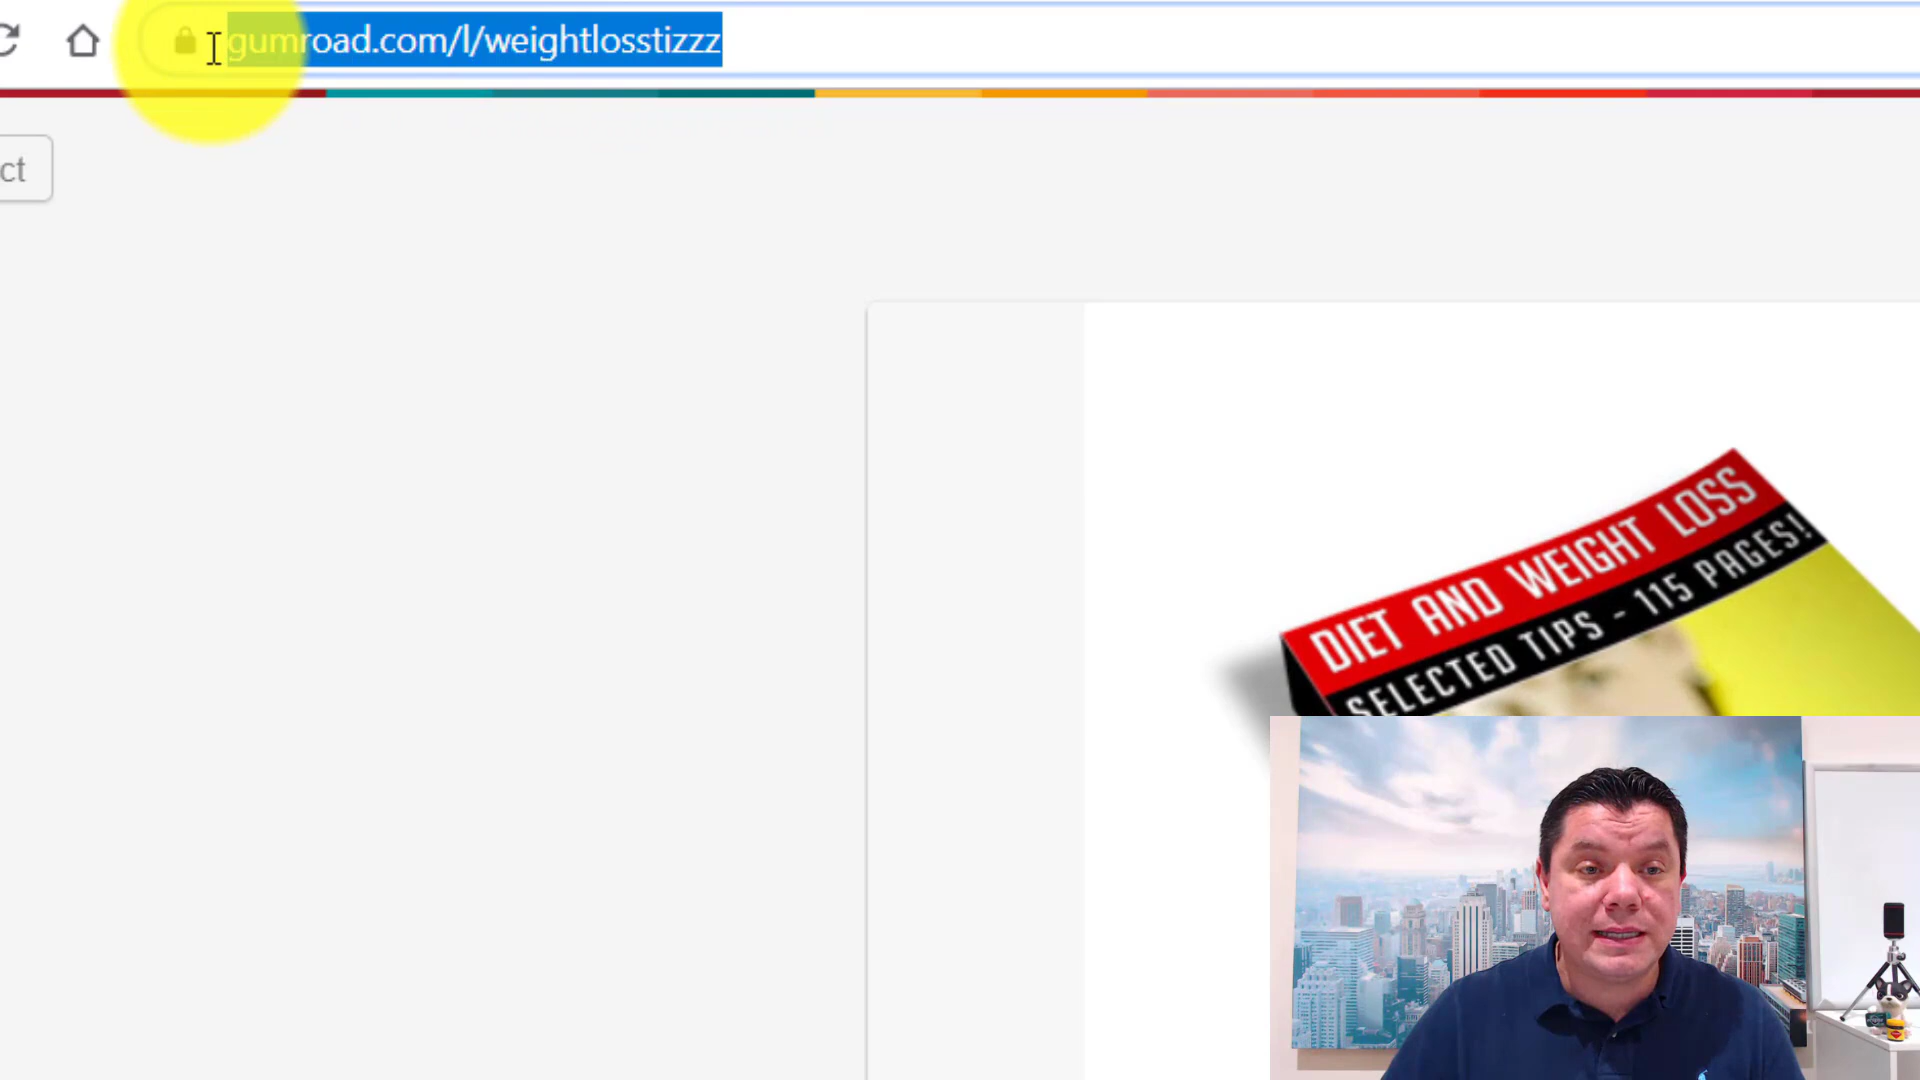 gumroad.com/l/weightlosstizzz
ct
DIET AND WEIGHT LOSS
SELECTED TIPS - 115 PAGES!